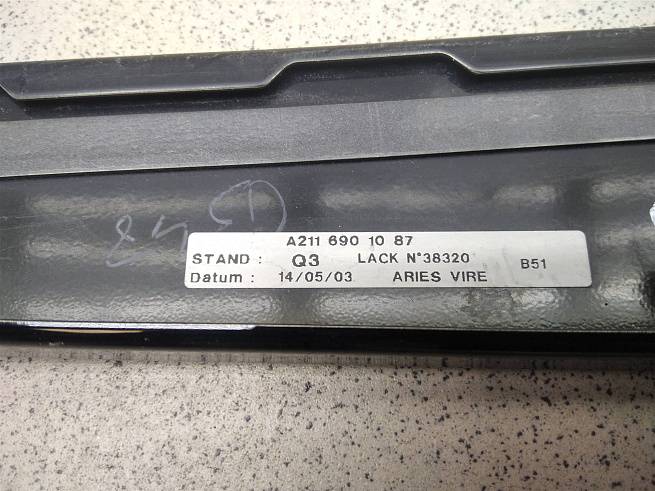 A211 690 10 87
STAND : Q3 LACK N°38320 B51
Datum : 14/05/03 ARIES VIRE